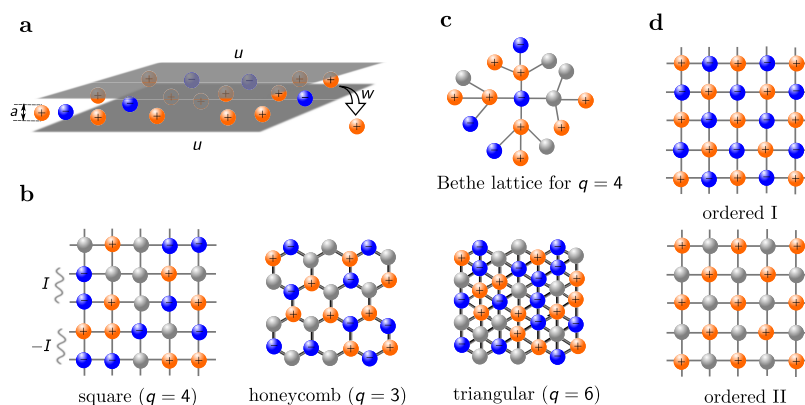 a
u
w
a
u
b
I
−I
square (q = 4)
honeycomb (q = 3)
triangular (q = 6)
c
Bethe lattice for q = 4
d
ordered I
ordered II